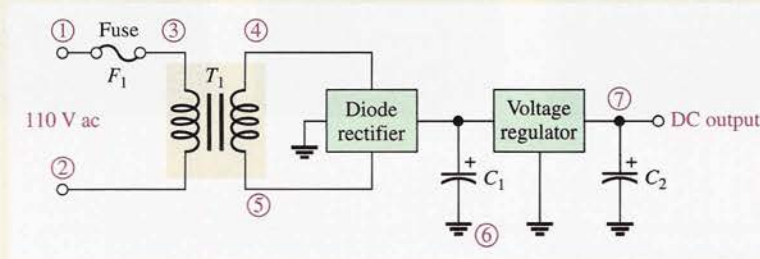 Fuse
① ③ ④
F1
T1
110 V ac
Diode
rectifier
Voltage
regulator
⑦
DC output
②
⑤
+
C1
+
C2
⑥